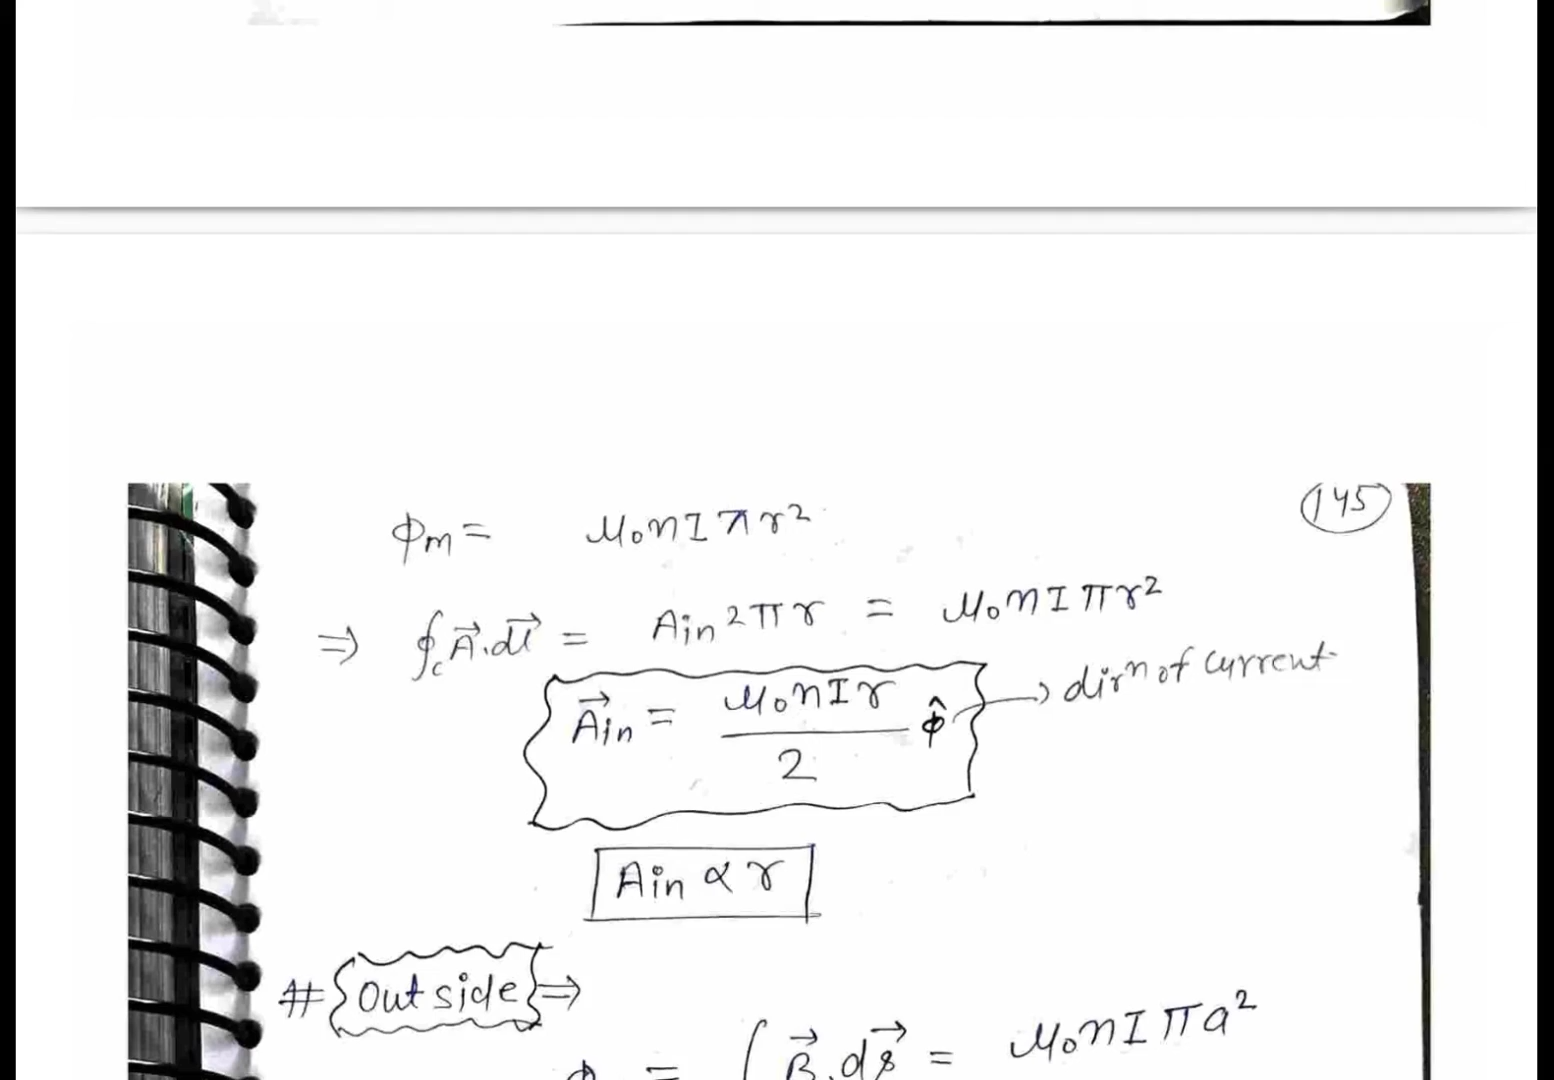 145
ϕm = μ₀nIπr²
⇒ ∮c A⃗.dl⃗ = Ain 2πr = μ₀nIπr²
A⃗in = μ₀nIr / 2 ϕ̂ → dirⁿ of current
Ain ∝ r
# Outside ⇒
ϕ = ∫ B⃗.ds⃗ = μ₀nIπa²